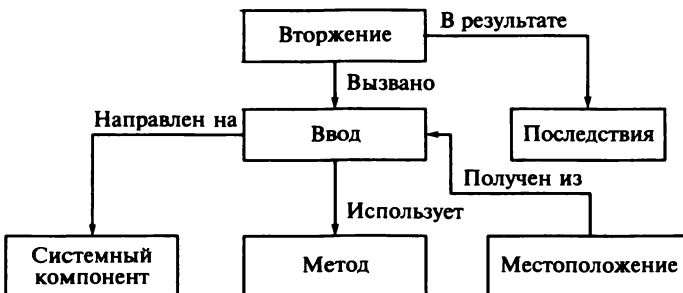 В результате
Вторжение
Вызвано
Направлен на
Ввод
Последствия
Получен из
Использует
Системный
компонент
Метод
Местоположение